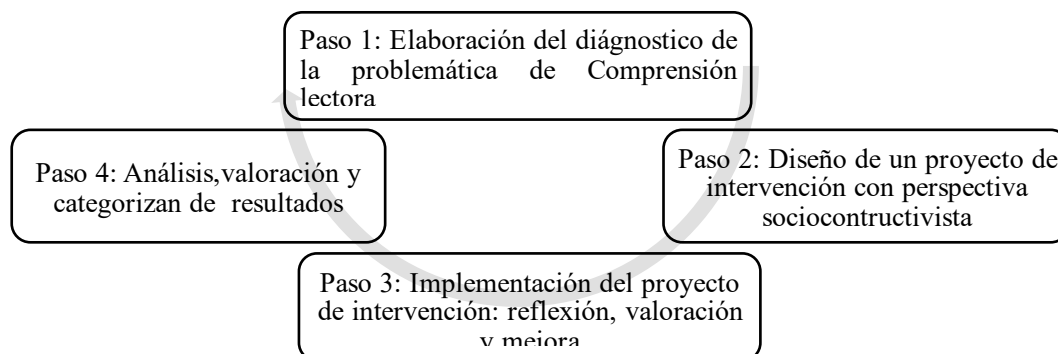 Paso 1: Elaboración del diágnostico de
la problemática de Comprensión
lectora
Paso 4: Análisis,valoración y
categorizan de resultados
Paso 2: Diseño de un proyecto de
intervención con perspectiva
sociocontructivista
Paso 3: Implementación del proyecto
de intervención: reflexión, valoración
y mejora